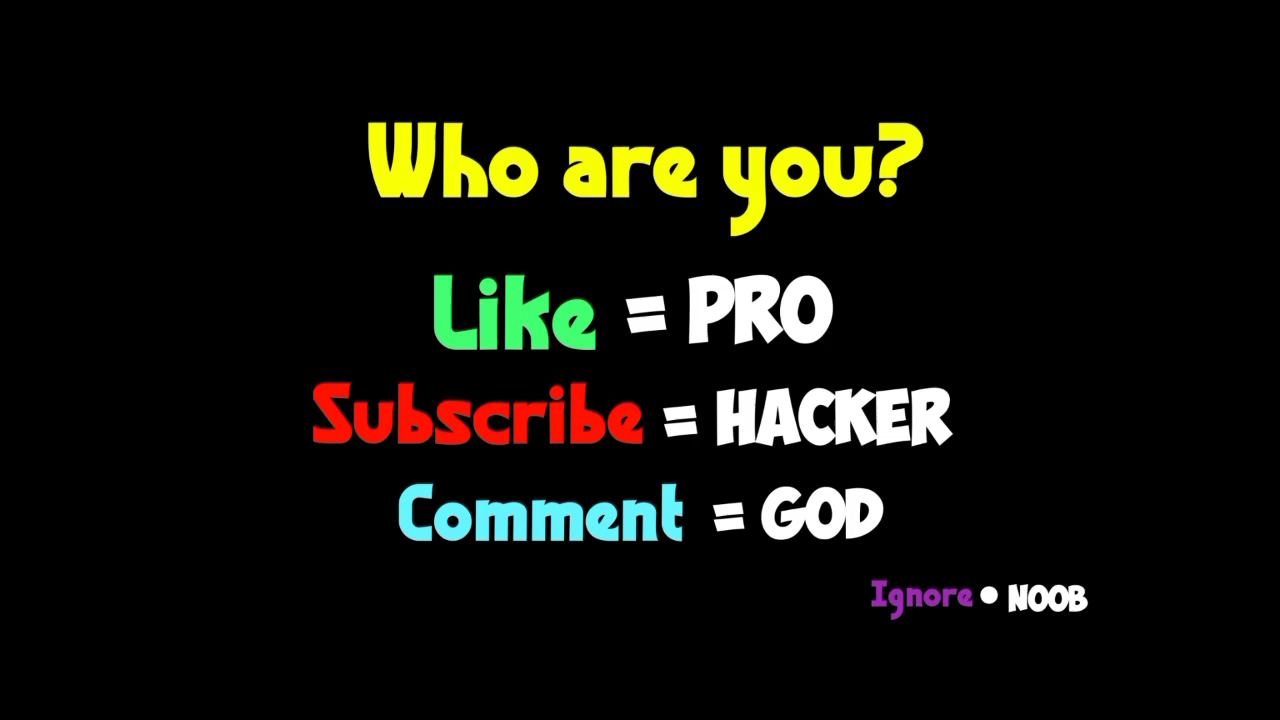 Who are you?
Like = PRO
Subscribe = HACKER
Comment = GOD
Ignore • NOOB